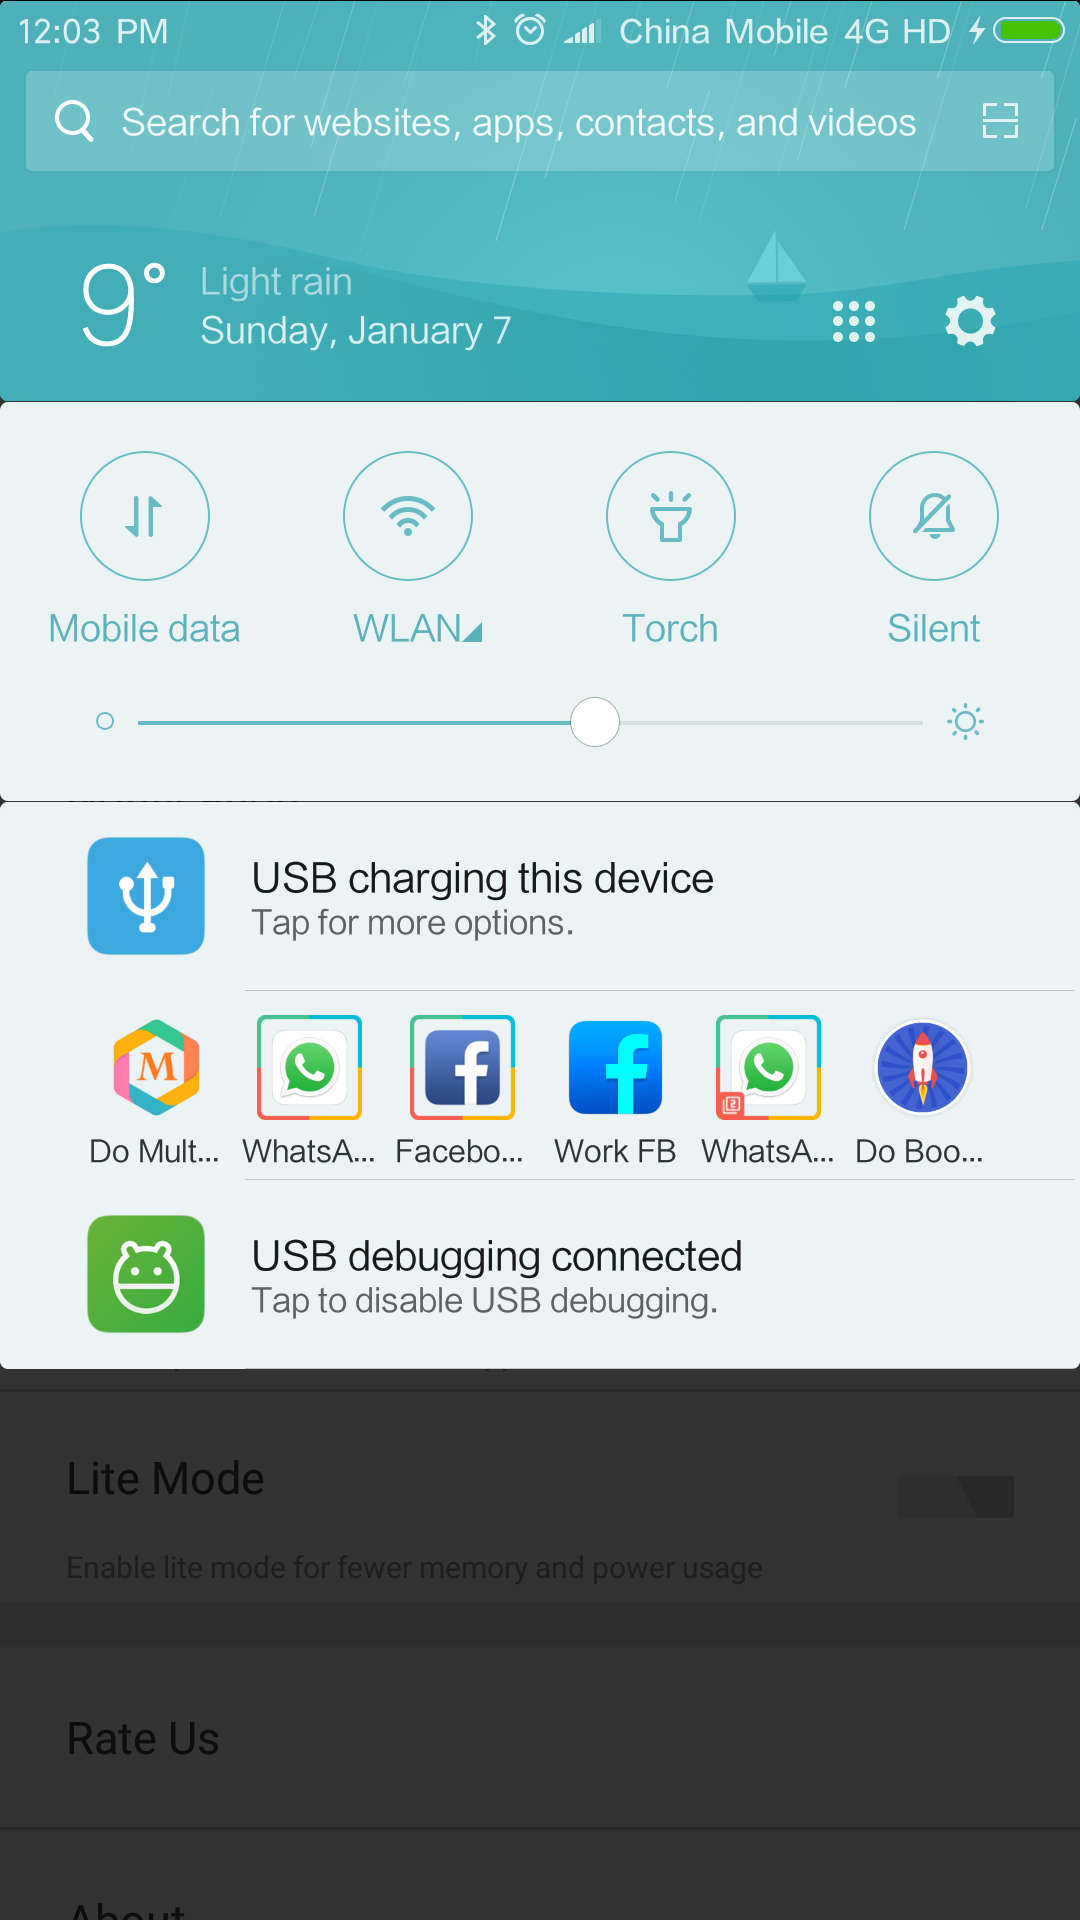 12:03 PM China Mobile 4G HD
Search for websites, apps, contacts, and videos
9°
Light rain
Sunday, January 7
Mobile data WLAN Torch Silent
USB charging this device
Tap for more options.
M
Do Mult... WhatsA... Facebo... Work FB WhatsA... Do Boo...
USB debugging connected
Tap to disable USB debugging.
Lite Mode
Enable lite mode for fewer memory and power usage
Rate Us
About